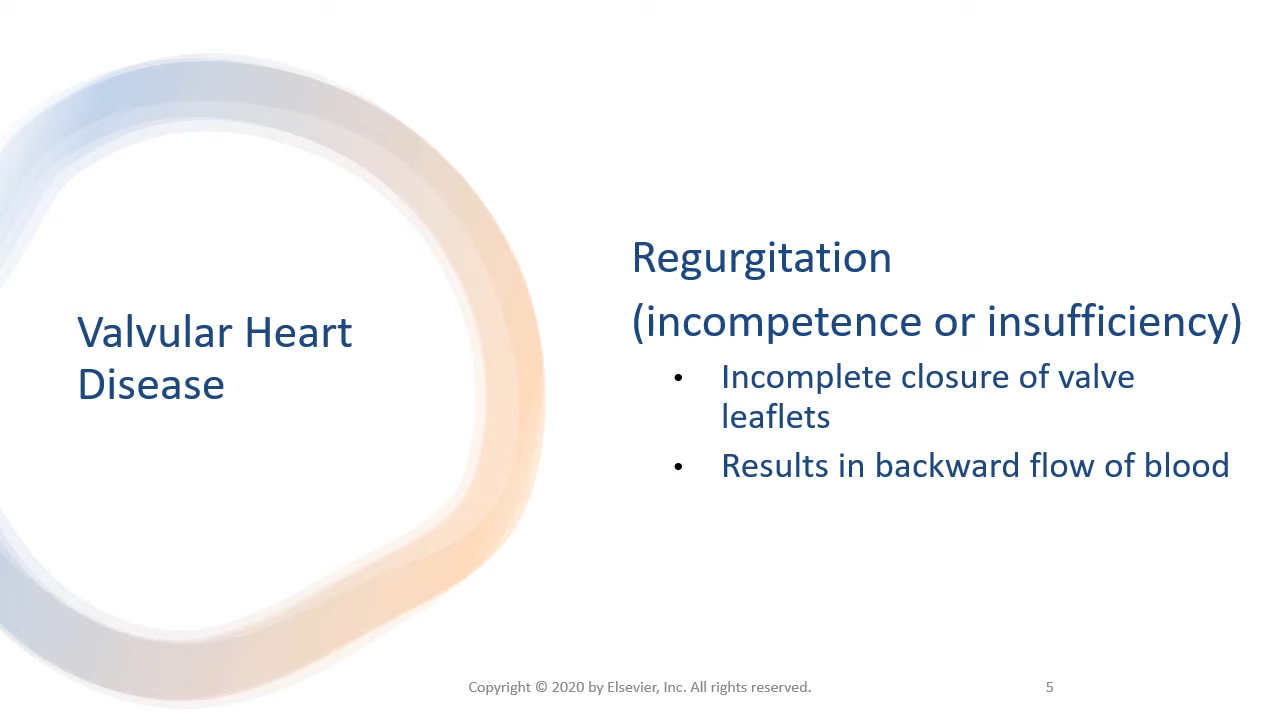 Valvular Heart
Disease
Regurgitation
(incompetence or insufficiency)
• Incomplete closure of valve
leaflets
• Results in backward flow of blood
Copyright © 2020 by Elsevier, Inc. All rights reserved.
5